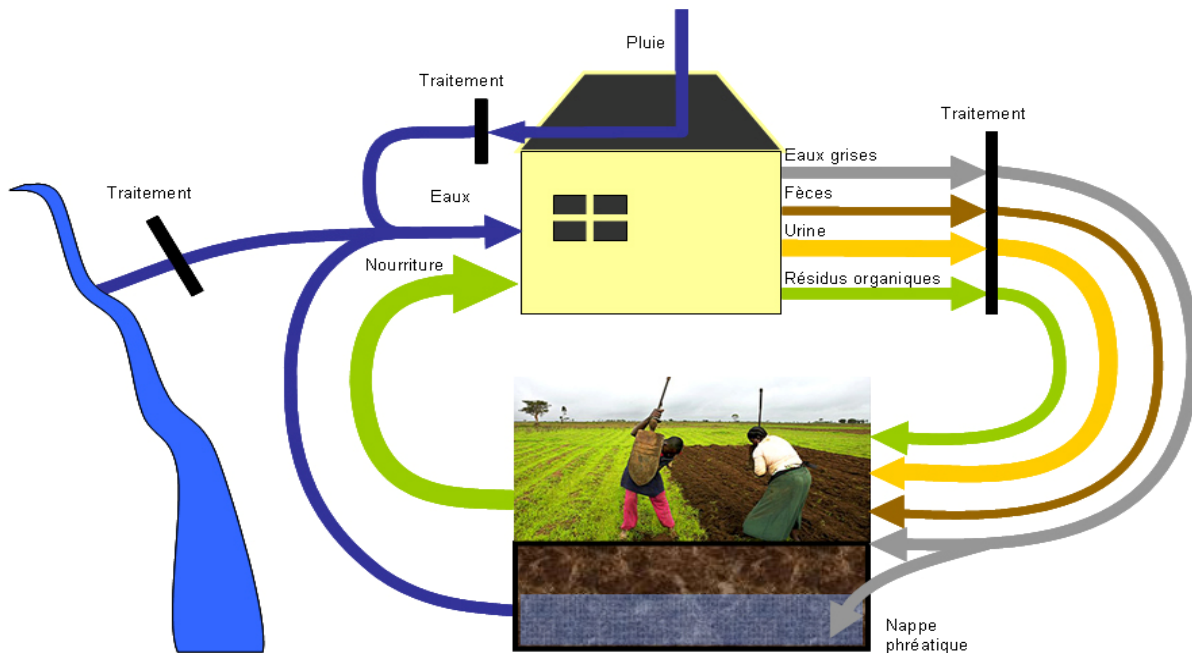 Pluie
Traitement
Traitement
Eaux grises
Traitement
Eaux
Fèces
Urine
Nourriture
Résidus organiques
Nappe
phréatique